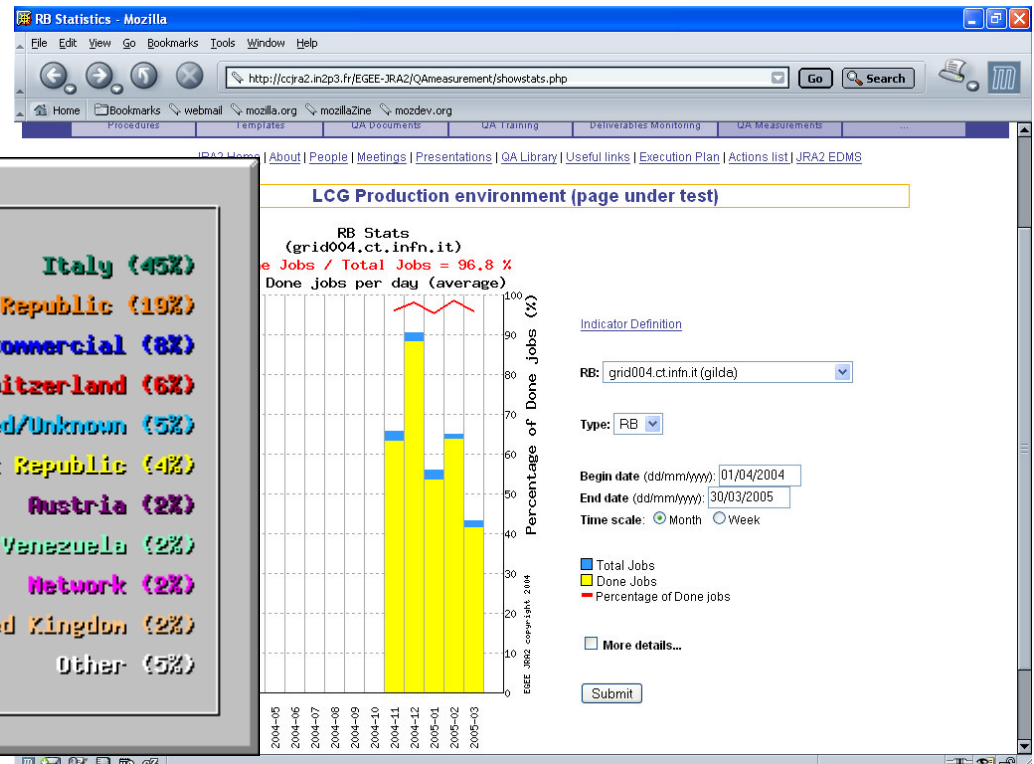 RB Statistics - Mozilla
File Edit View Go Bookmarks Tools Window Help
http://ccjra2.in2p3.fr/EGEE-JRA2/QAmeasurement/showstats.php Go Search
Home Bookmarks webmail mozilla.org mozillaZine mozdev.org
Procedures Templates QA Documents QA Training Deliverables Monitoring QA Measurements ...
JRA2 Home | About | People | Meetings | Presentations | QA Library | Useful links | Execution Plan | Actions list | JRA2 EDMS
LCG Production environment (page under test)
Italy (45%)
Republic (19%)
ommercial (8%)
itzerland (6%)
ed/Unknown (5%)
Republic (4%)
Austria (2%)
Venezuela (2%)
Network (2%)
ed Kingdom (2%)
Other (5%)
RB Stats
(grid004.ct.infn.it)
e Jobs / Total Jobs = 96.8 %
Done jobs per day (average)
100
90
80
70
60
50
40
30
20
10
0
Percentage of Done jobs (%)
EGEE JRA2 copyright 2004
2004-05
2004-06
2004-07
2004-08
2004-09
2004-10
2004-11
2004-12
2005-01
2005-02
2005-03
Indicator Definition
RB: grid004.ct.infn.it (gilda)
Type: RB
Begin date (dd/mm/yyyy): 01/04/2004
End date (dd/mm/yyyy): 30/03/2005
Time scale: Month Week
Total Jobs
Done Jobs
Percentage of Done jobs
More details...
Submit